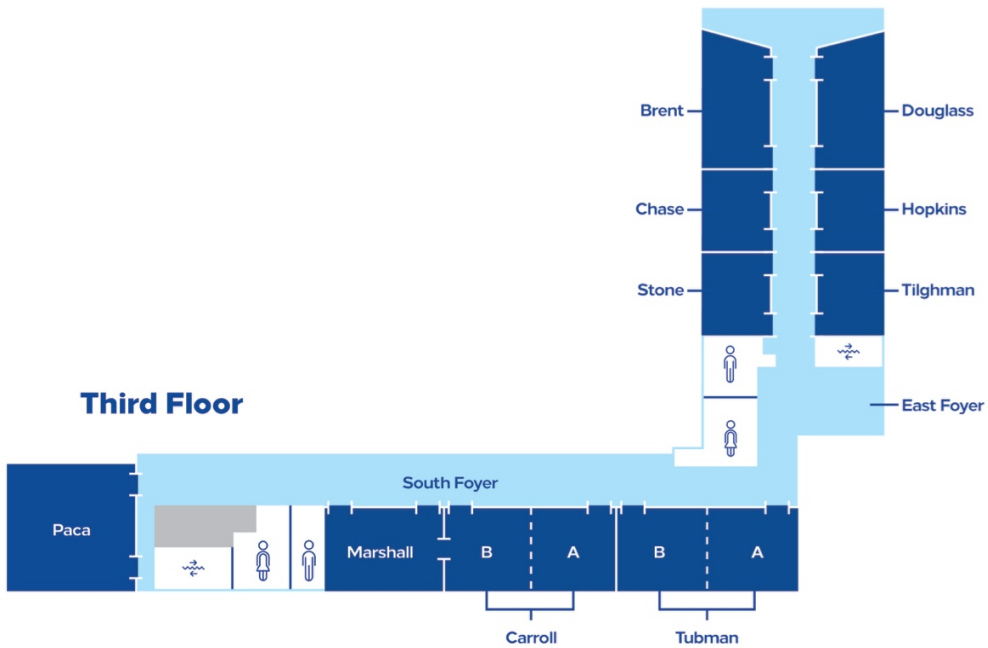 Brent
Douglass
Chase
Hopkins
Stone
Tilghman
Third Floor
East Foyer
South Foyer
Paca
Marshall
B
A
B
A
Carroll
Tubman